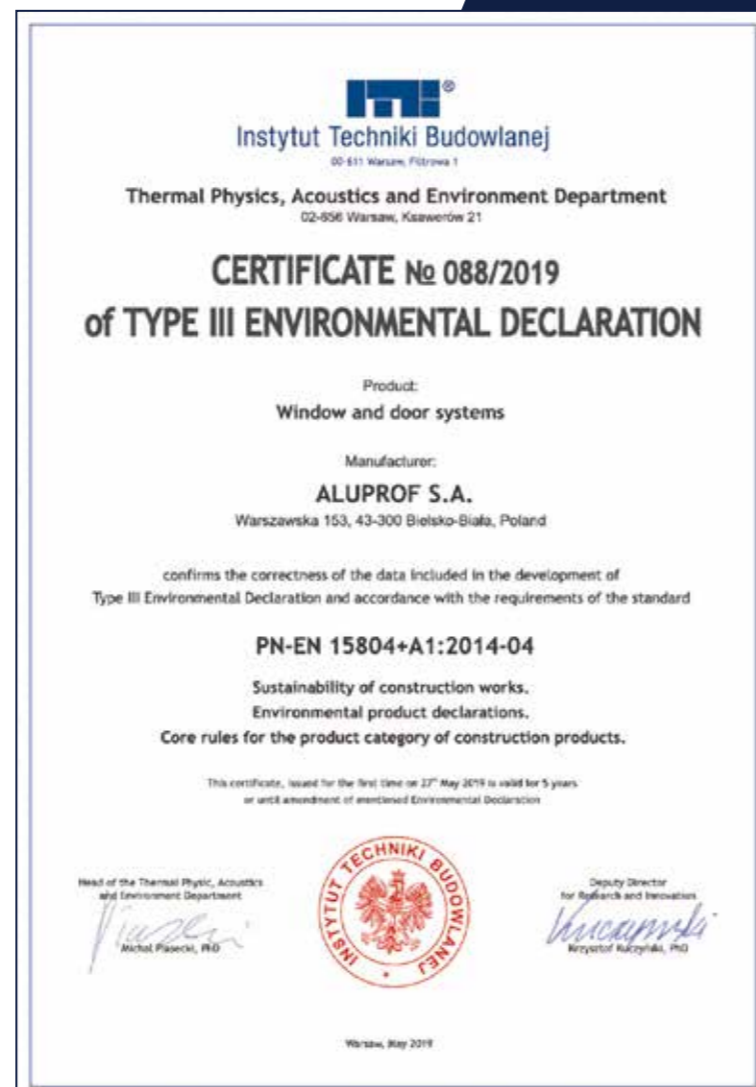 ITB®
Instytut Techniki Budowlanej
00-611 Warsaw, Filtrowa 1
Thermal Physics, Acoustics and Environment Department
02-656 Warsaw, Ksawerów 21
CERTIFICATE № 088/2019
of TYPE III ENVIRONMENTAL DECLARATION
Product:
Window and door systems
Manufacturer:
ALUPROF S.A.
Warszawska 153, 43-300 Bielsko-Biała, Poland
confirms the correctness of the data included in the development of
Type III Environmental Declaration and accordance with the requirements of the standard
PN-EN 15804+A1:2014-04
Sustainability of construction works.
Environmental product declarations.
Core rules for the product category of construction products.
This certificate, issued for the first time on 27th May 2019 is valid for 5 years
or until amendment of mentioned Environmental Declaration
Head of the Thermal Physic, Acoustics
and Environment Department
Michał Piasecki, PhD
INSTYTUT TECHNIKI BUDOWLANEJ
Deputy Director
for Research and Innovation
Krzysztof Kuczyński, PhD
Warsaw, May 2019